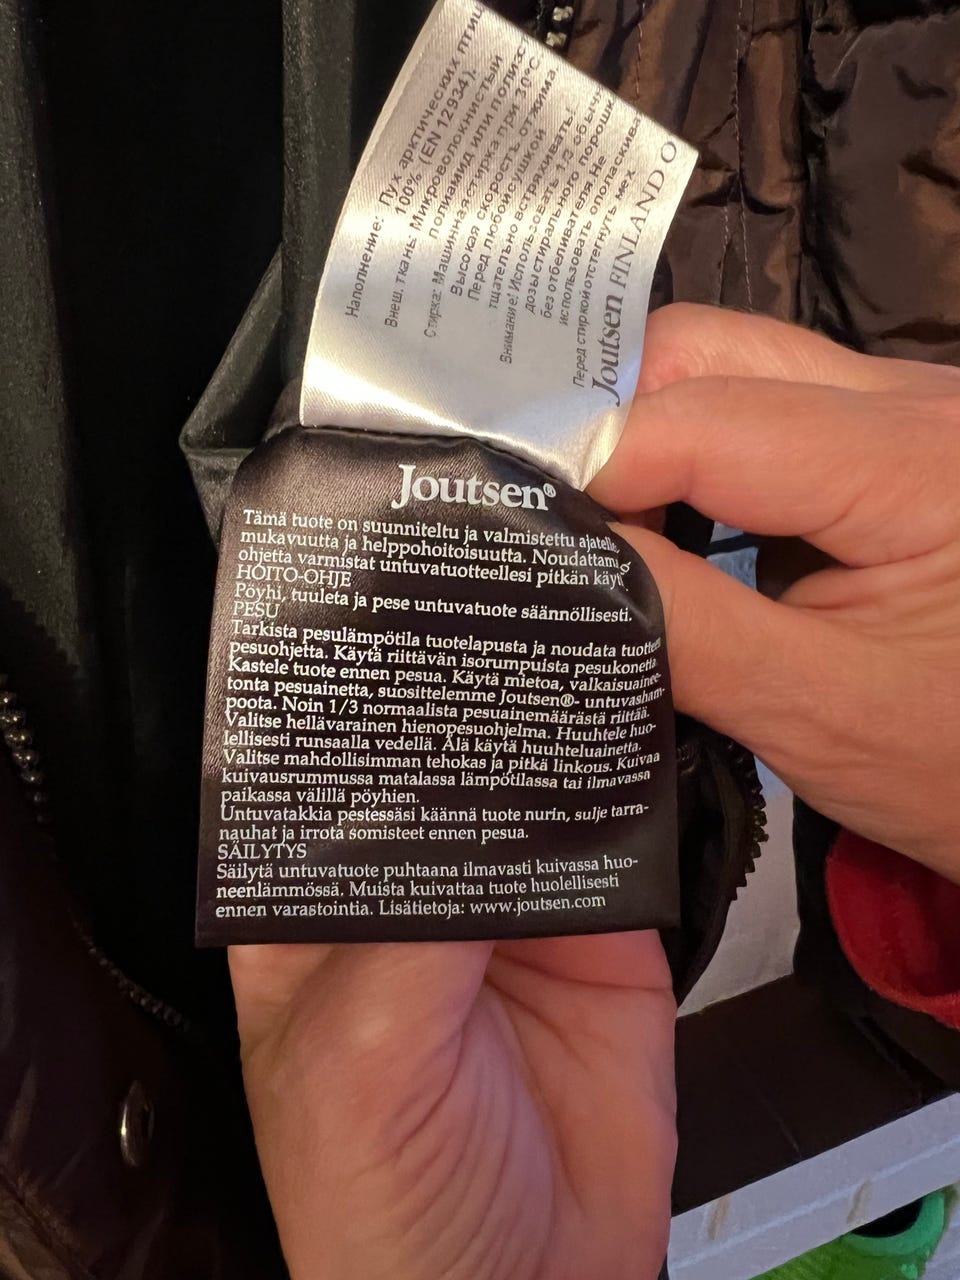 Наполнение: Пух арктических птиц
100% (EN 12934).
Внеш. ткань: Микроволокнистый
полиамид или полиэс
Стирка: Машинная стирка при 30°C.
Высокая скорость отжима.
Перед любой сушкой
тщательно встряхивать!
Внимание! Использовать 1/3 обычн
дозы стирального порошк
без отбеливателя. Не
использовать ополаскив
Перед стиркой отстегнуть мех
Joutsen FINLAND O
Joutsen®
Tämä tuote on suunniteltu ja valmistettu ajatelle
mukavuutta ja helppohoitoisuutta. Noudattam
ohjetta varmistat untuvatuotteellesi pitkän käyt
HOITO-OHJE
Pöyhi, tuuleta ja pese untuvatuote säännöllisesti.
PESU
Tarkista pesulämpötila tuotelapusta ja noudata tuotteen
pesuohjetta. Käytä riittävän isorumpuista pesukonetta.
Kastele tuote ennen pesua. Käytä mietoa, valkaisuainee-
tonta pesuainetta, suosittelemme Joutsen®- untuvasham-
poota. Noin 1/3 normaalista pesuainemäärästä riittää.
Valitse hellävarainen hienopesuohjelma. Huuhtele huo-
lellisesti runsaalla vedellä. Älä käytä huuhteluainetta.
Valitse mahdollisimman tehokas ja pitkä linkous. Kuivaa
kuivausrummussa matalassa lämpötilassa tai ilmavassa
paikassa välillä pöyhien.
Untuvatakkia pestessäsi käännä tuote nurin, sulje tarra-
nauhat ja irrota somisteet ennen pesua.
SÄILYTYS
Säilytä untuvatuote puhtaana ilmavasti kuivassa huo-
neenlämmössä. Muista kuivattaa tuote huolellisesti
ennen varastointia. Lisätietoja: www.joutsen.com